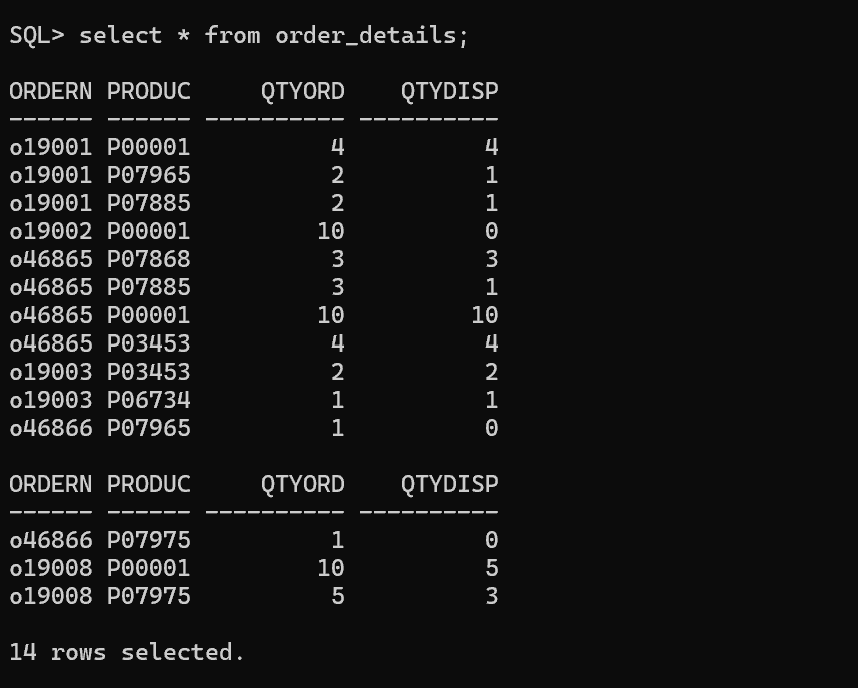 SQL> select * from order_details;
ORDERN PRODUC     QTYORD    QTYDISP
------ ------ ---------- ----------
o19001 P00001          4          4
o19001 P07965          2          1
o19001 P07885          2          1
o19002 P00001         10          0
o46865 P07868          3          3
o46865 P07885          3          1
o46865 P00001         10         10
o46865 P03453          4          4
o19003 P03453          2          2
o19003 P06734          1          1
o46866 P07965          1          0
ORDERN PRODUC     QTYORD    QTYDISP
------ ------ ---------- ----------
o46866 P07975          1          0
o19008 P00001         10          5
o19008 P07975          5          3
14 rows selected.